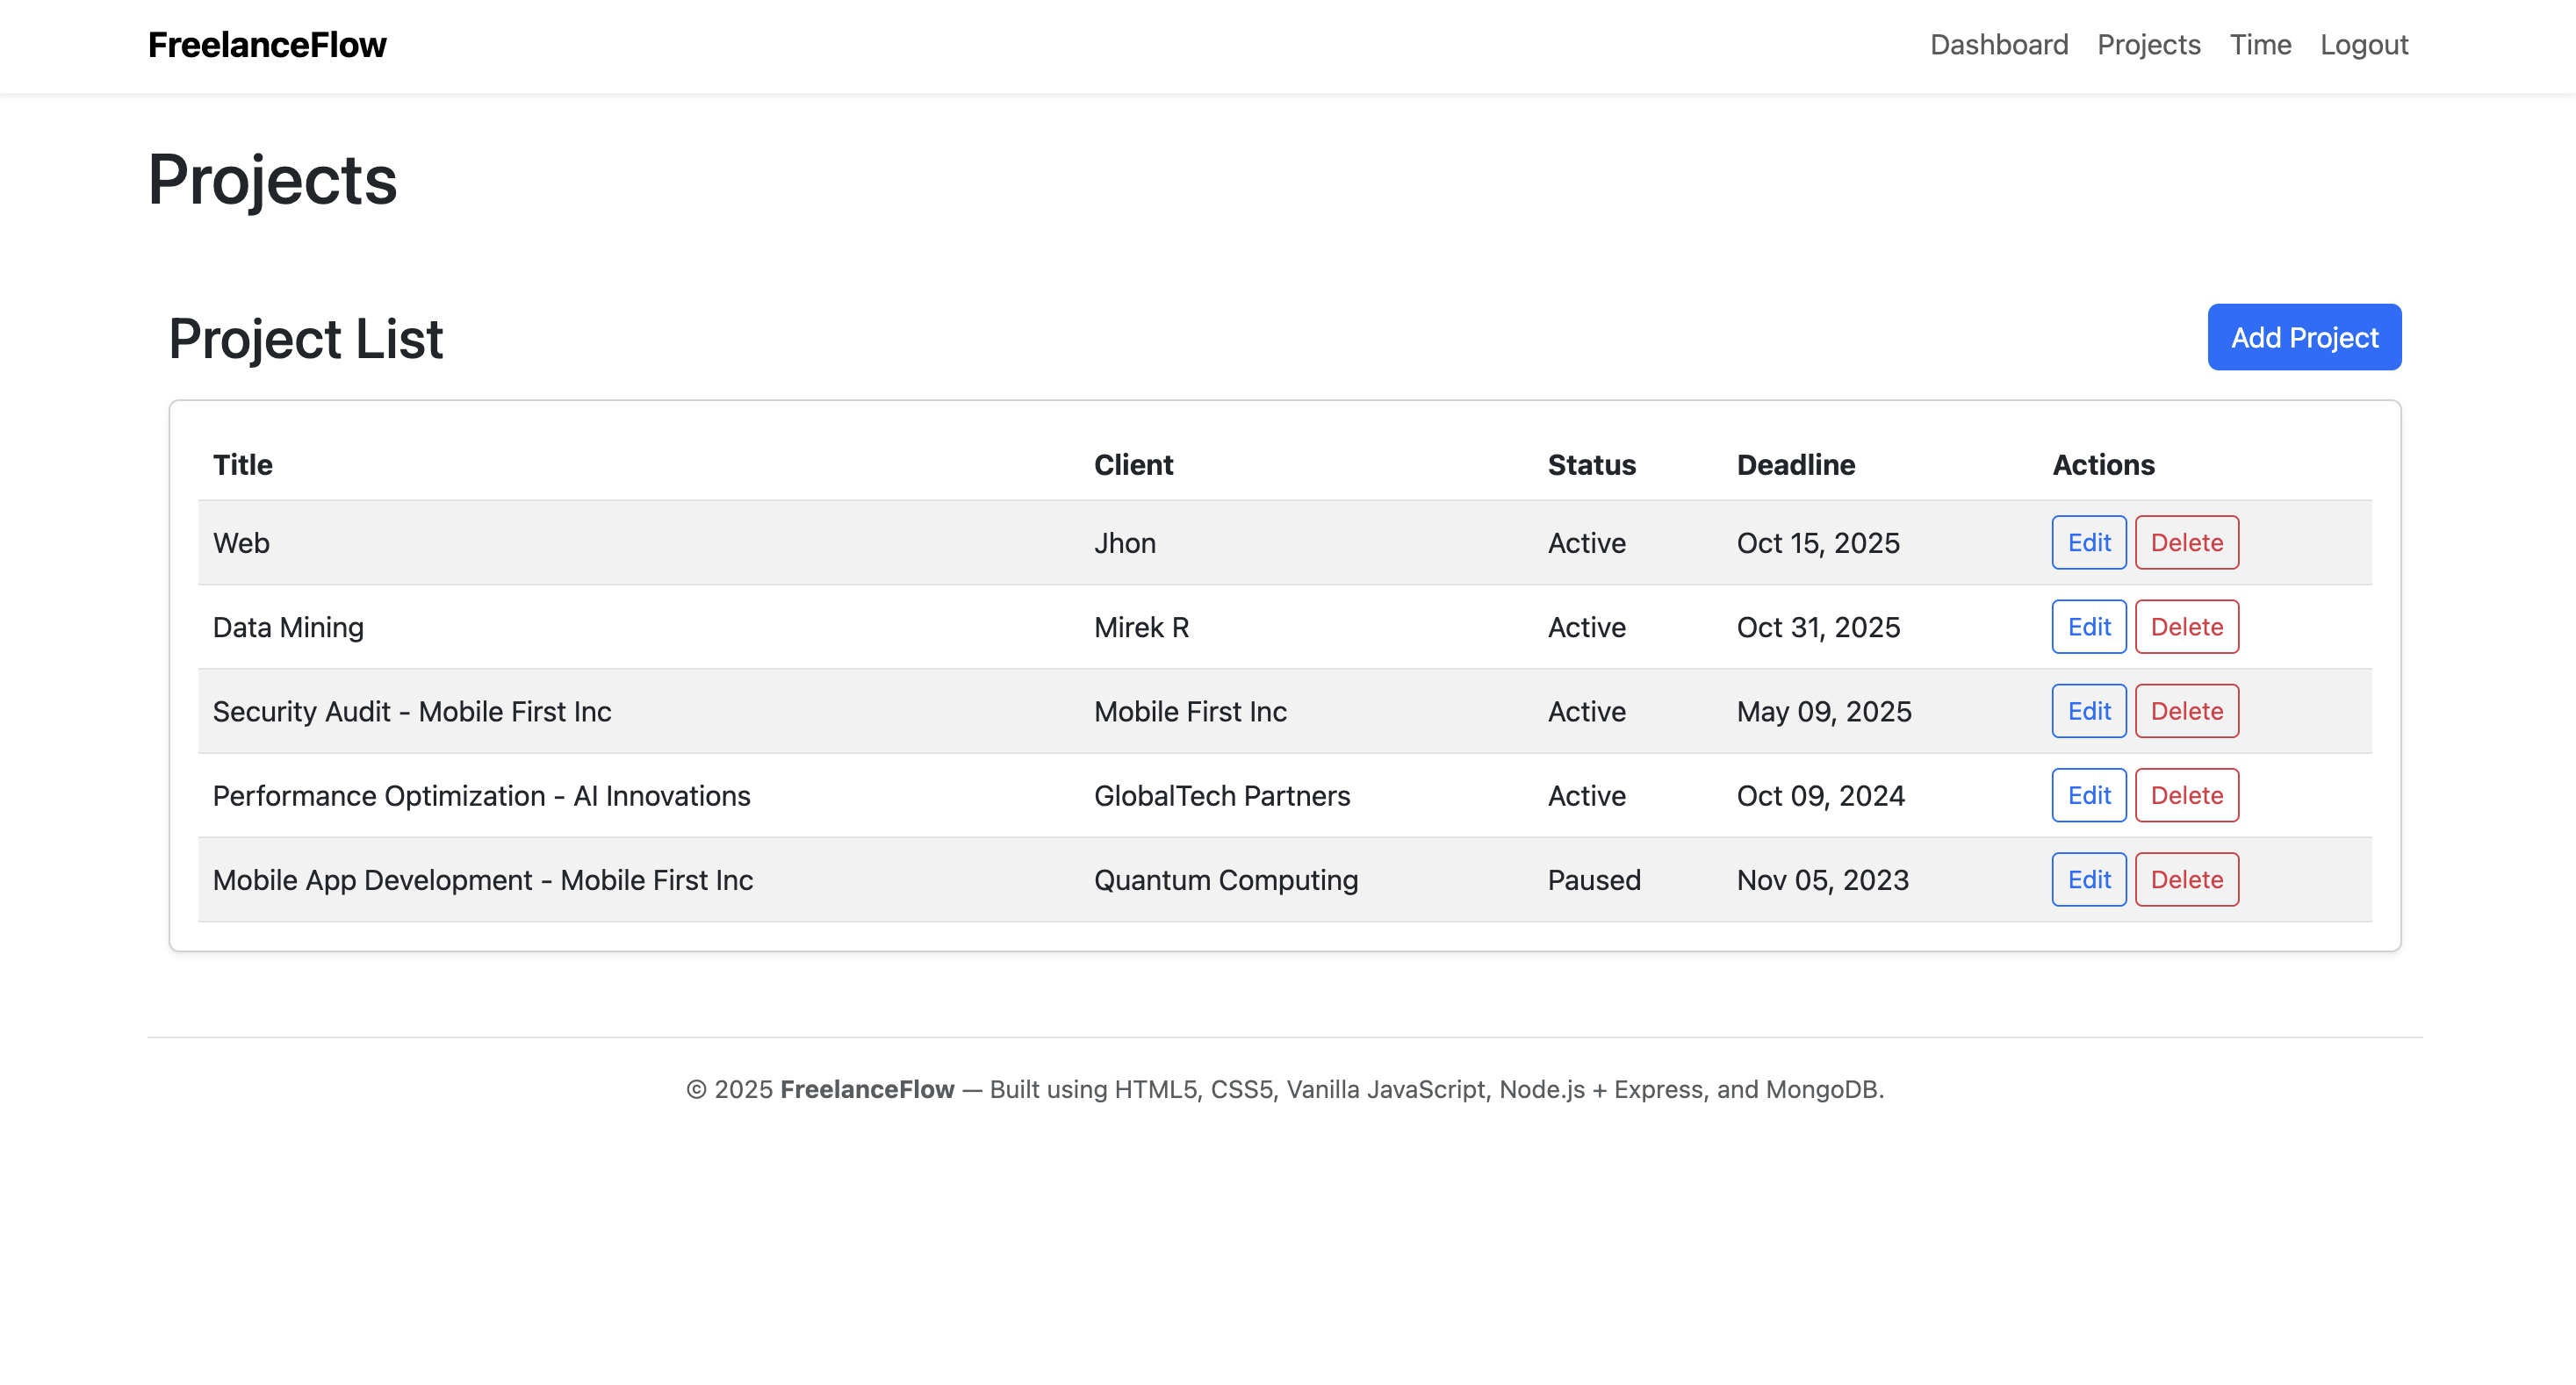 FreelanceFlow Dashboard Projects Time Logout
Projects
Project List Add Project
Title Client Status Deadline Actions
Web Jhon Active Oct 15, 2025 Edit Delete
Data Mining Mirek R Active Oct 31, 2025 Edit Delete
Security Audit - Mobile First Inc Mobile First Inc Active May 09, 2025 Edit Delete
Performance Optimization - AI Innovations GlobalTech Partners Active Oct 09, 2024 Edit Delete
Mobile App Development - Mobile First Inc Quantum Computing Paused Nov 05, 2023 Edit Delete
© 2025 FreelanceFlow — Built using HTML5, CSS5, Vanilla JavaScript, Node.js + Express, and MongoDB.